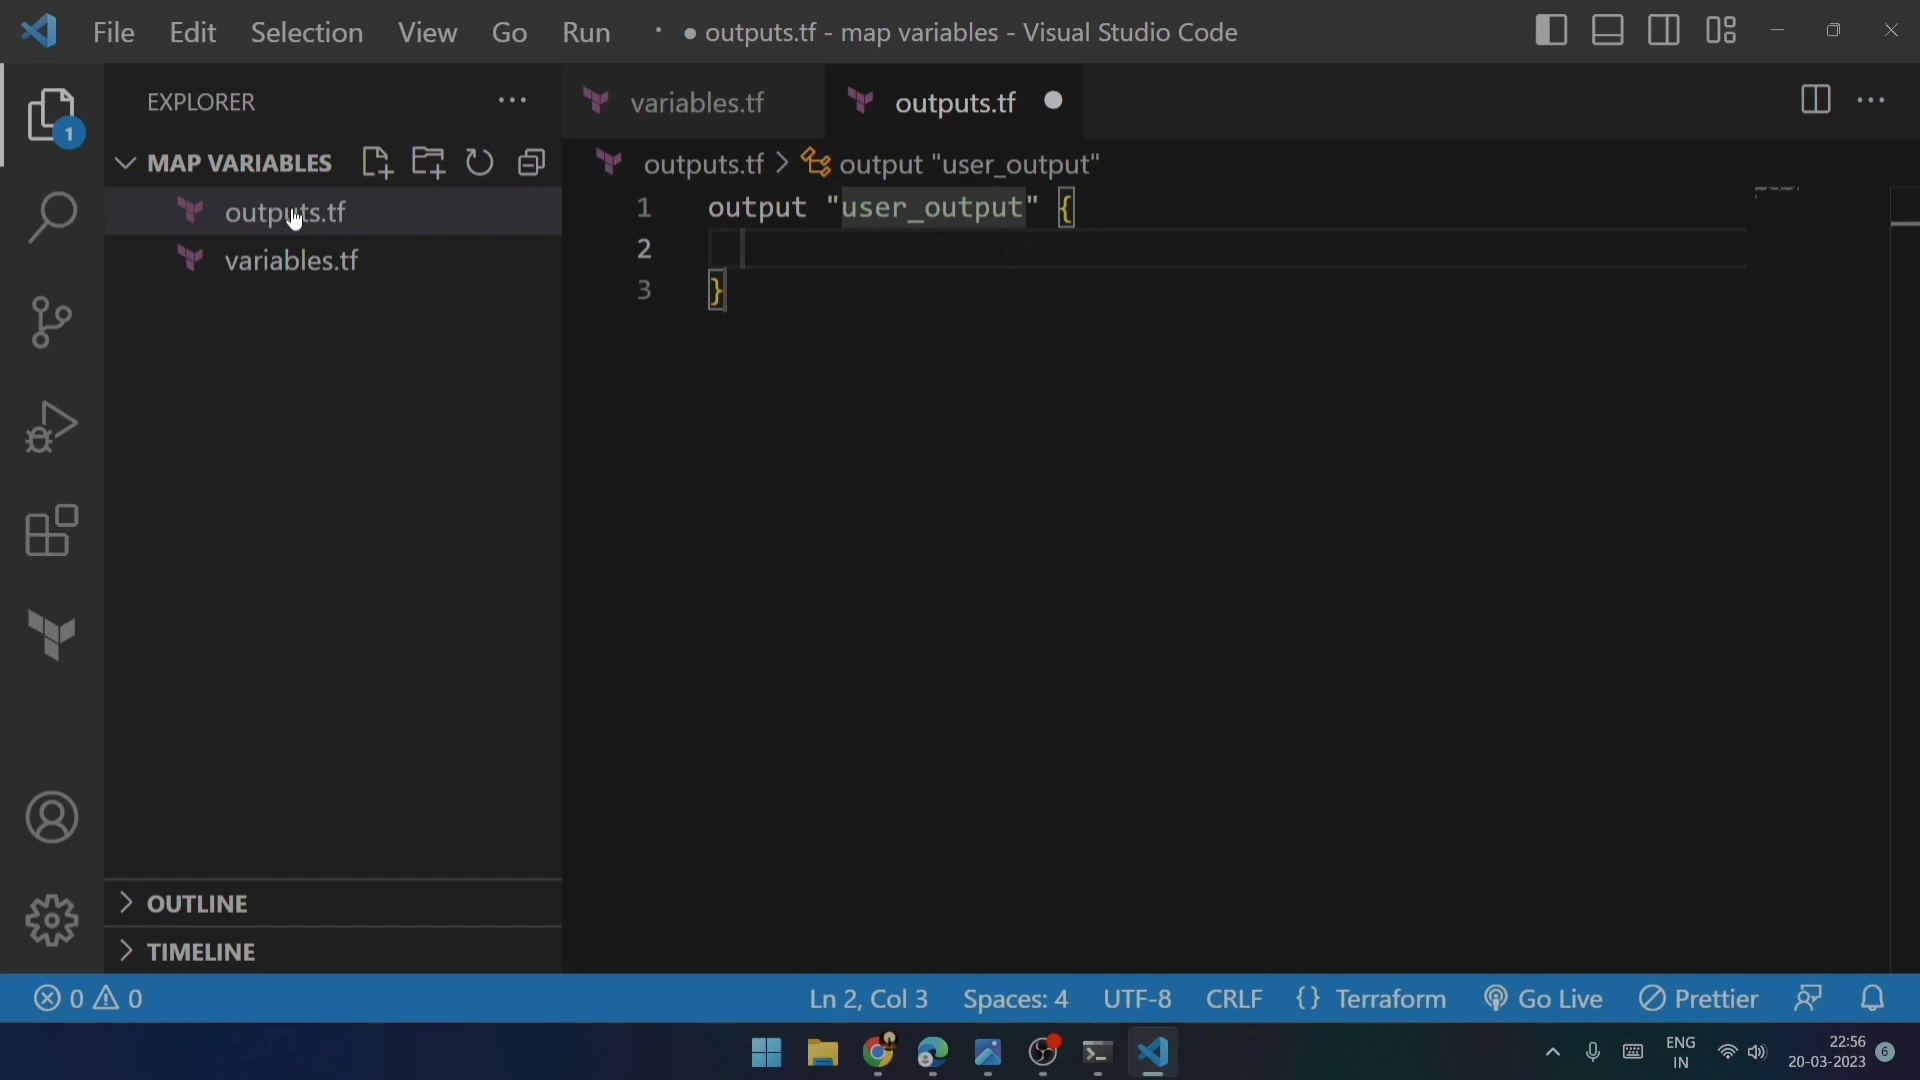 File Edit Selection View Go Run · ● outputs.tf - map variables - Visual Studio Code
EXPLORER ···
MAP VARIABLES
outputs.tf
variables.tf
OUTLINE
TIMELINE
1
variables.tf outputs.tf ●
outputs.tf > output "user_output"
1 output "user_output" {
2
3 }
0 0 Ln 2, Col 3 Spaces: 4 UTF-8 CRLF {} Terraform Go Live Prettier
ENG IN 22:56 20-03-2023 6